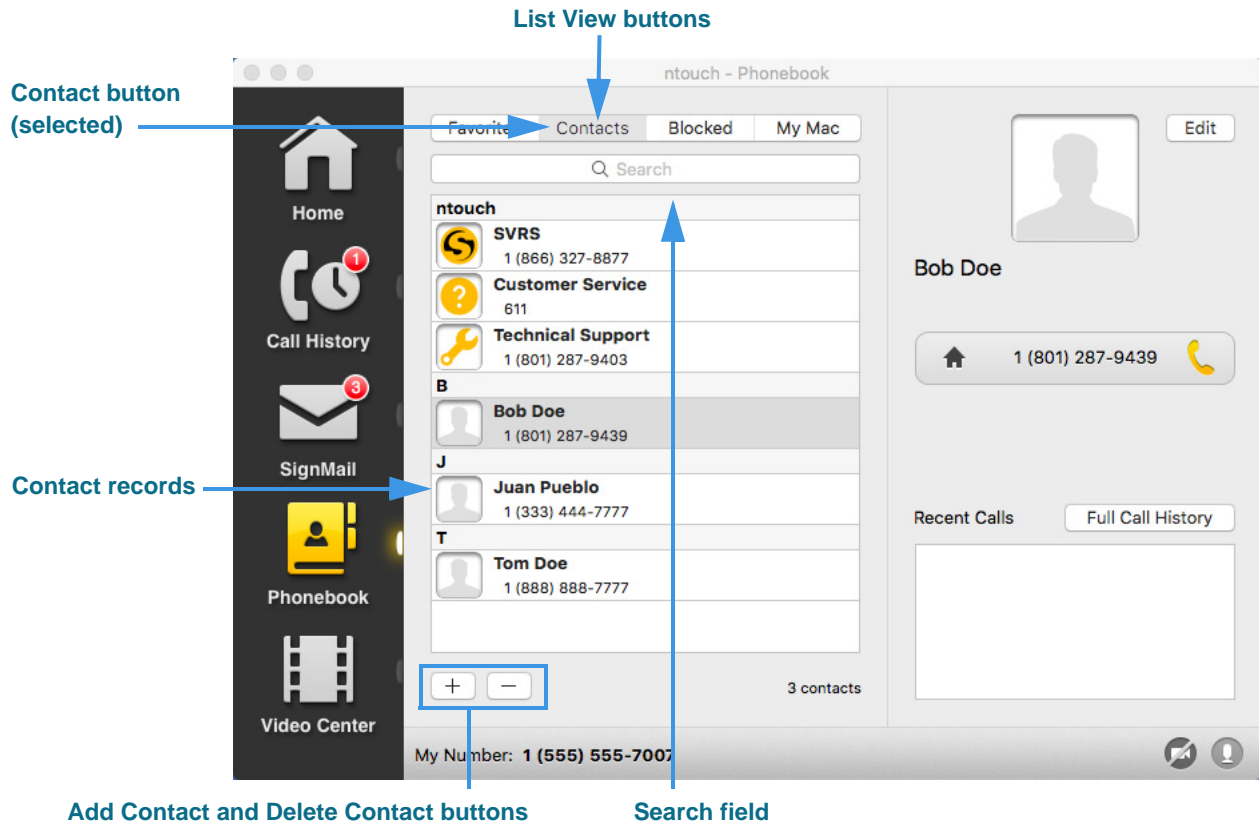 List View buttons
ntouch - Phonebook
Contact button
(selected)
Favorites Contacts Blocked My Mac
Edit
Search
Home
ntouch
SVRS
1 (866) 327-8877
Customer Service
611
Technical Support
1 (801) 287-9403
B
Bob Doe
1 (801) 287-9439
J
Juan Pueblo
1 (333) 444-7777
T
Tom Doe
1 (888) 888-7777
3 contacts
1
Call History
3
SignMail
Contact records
Phonebook
Video Center
Bob Doe
1 (801) 287-9439
Recent Calls Full Call History
My Number: 1 (555) 555-7007
Add Contact and Delete Contact buttons
Search field